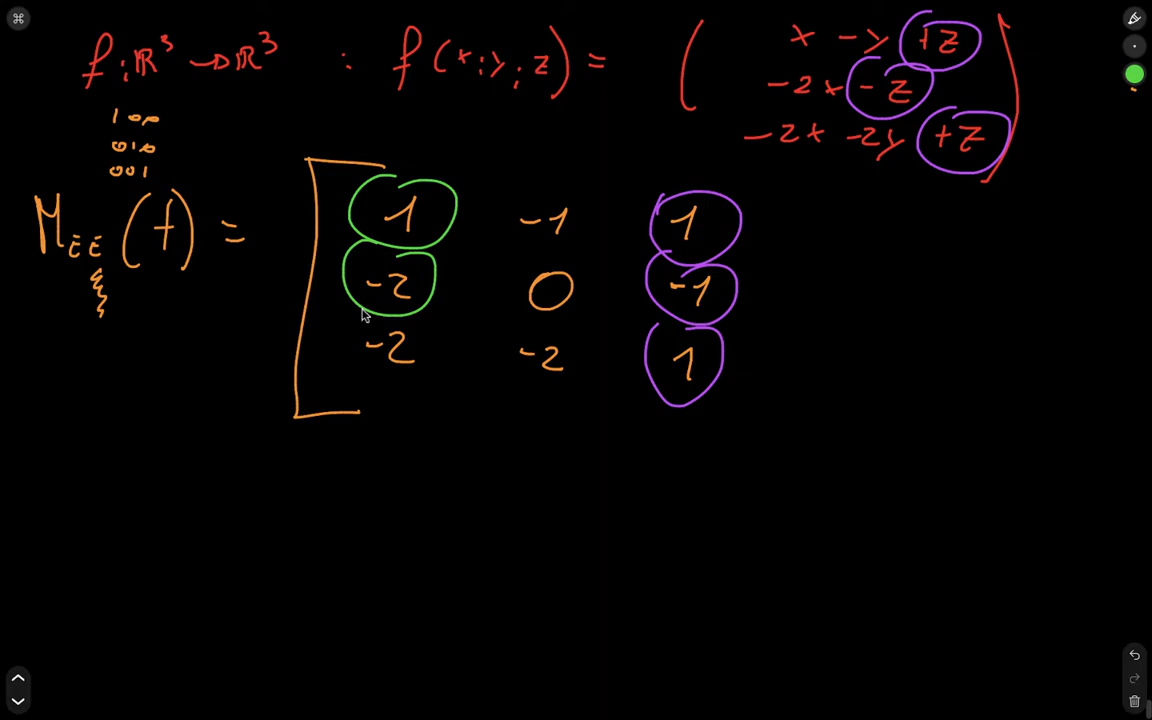 f: ℝ³ → ℝ³ : f(x; y; z) = ( x - y + z
-2x - z
-2x - 2y + z )
1 0 0
0 1 0
0 0 1
M_EE (f) = [ 1 -1 1
-2 0 -1
-2 -2 1